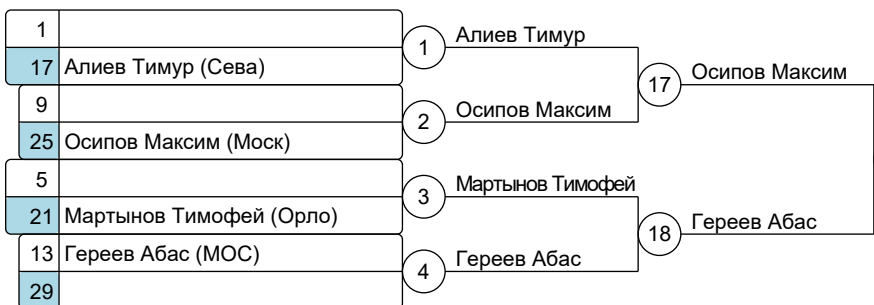 1
17 Алиев Тимур (Сева)
9
25 Осипов Максим (Моск)
5
21 Мартынов Тимофей (Орло)
13 Гереев Абас (МОС)
29
1 Алиев Тимур
2 Осипов Максим
3 Мартынов Тимофей
4 Гереев Абас
17 Осипов Максим
18 Гереев Абас